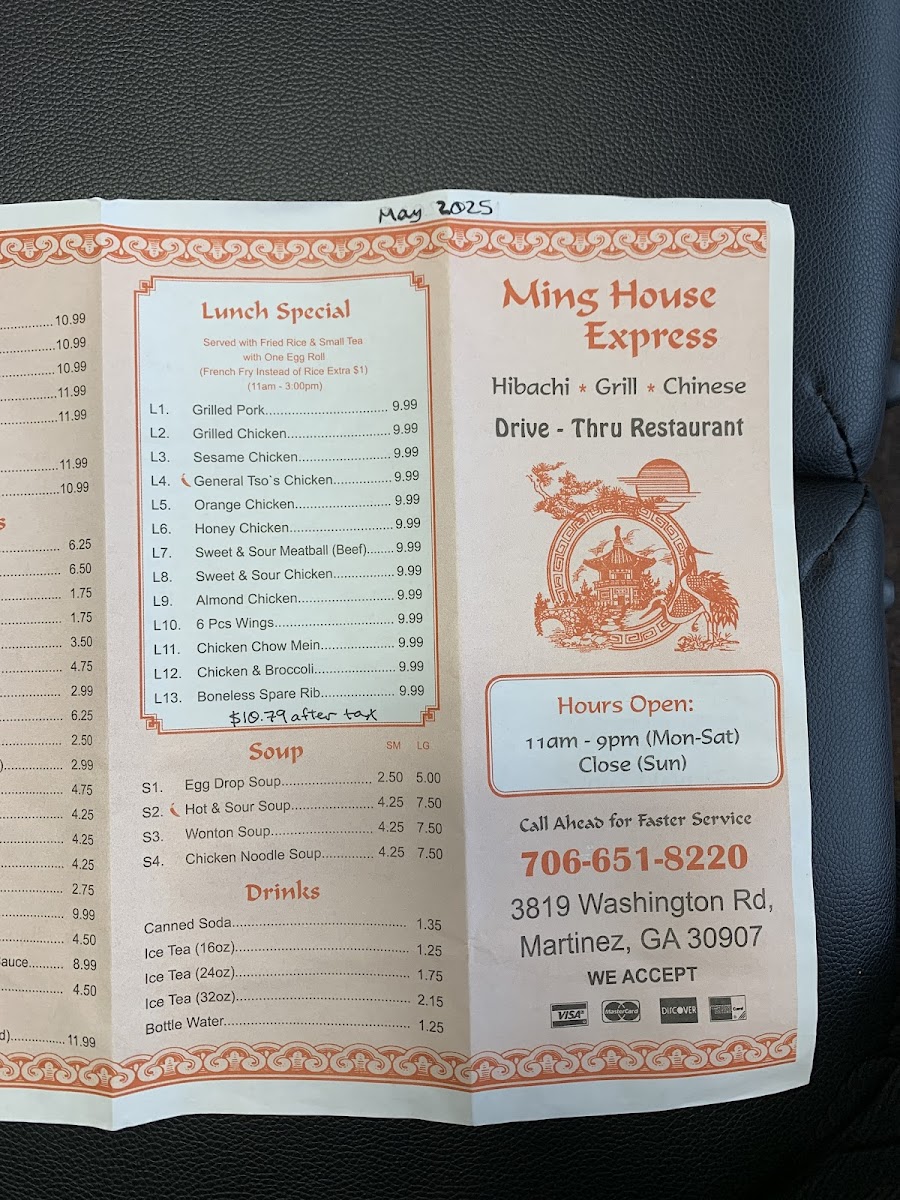 May 2025
10.99
10.99
10.99
11.99
11.99
11.99
10.99
s
6.25
6.50
1.75
1.75
3.50
4.75
2.99
6.25
2.50
)
2.99
4.75
4.25
4.25
4.25
2.75
9.99
4.50
auce.......... 8.99
4.50
d)............... 11.99
Lunch Special
Served with Fried Rice & Small Tea
with One Egg Roll
(French Fry Instead of Rice Extra $1)
(11am - 3:00pm)
L1. Grilled Pork................................ 9.99
L2. Grilled Chicken........................... 9.99
L3. Sesame Chicken........................ 9.99
L4. General Tso`s Chicken............... 9.99
L5. Orange Chicken......................... 9.99
L6. Honey Chicken........................... 9.99
L7. Sweet & Sour Meatball (Beef)....... 9.99
L8. Sweet & Sour Chicken................ 9.99
L9. Almond Chicken......................... 9.99
L10. 6 Pcs Wings............................... 9.99
L11. Chicken Chow Mein................... 9.99
L12. Chicken & Broccoli..................... 9.99
L13. Boneless Spare Rib................... 9.99
$10.79 after tax
Soup SM LG
S1. Egg Drop Soup....................... 2.50 5.00
S2. Hot & Sour Soup..................... 4.25 7.50
S3. Wonton Soup.......................... 4.25 7.50
S4. Chicken Noodle Soup............. 4.25 7.50
Drinks
Canned Soda............................................ 1.35
Ice Tea (16oz)........................................... 1.25
Ice Tea (24oz)........................................... 1.75
Ice Tea (32oz)........................................... 2.15
Bottle Water.............................................. 1.25
Ming House
Express
Hibachi * Grill * Chinese
Drive - Thru Restaurant
Hours Open:
11am - 9pm (Mon-Sat)
Close (Sun)
Call Ahead for Faster Service
706-651-8220
3819 Washington Rd,
Martinez, GA 30907
WE ACCEPT
VISA MasterCard DISCOVER